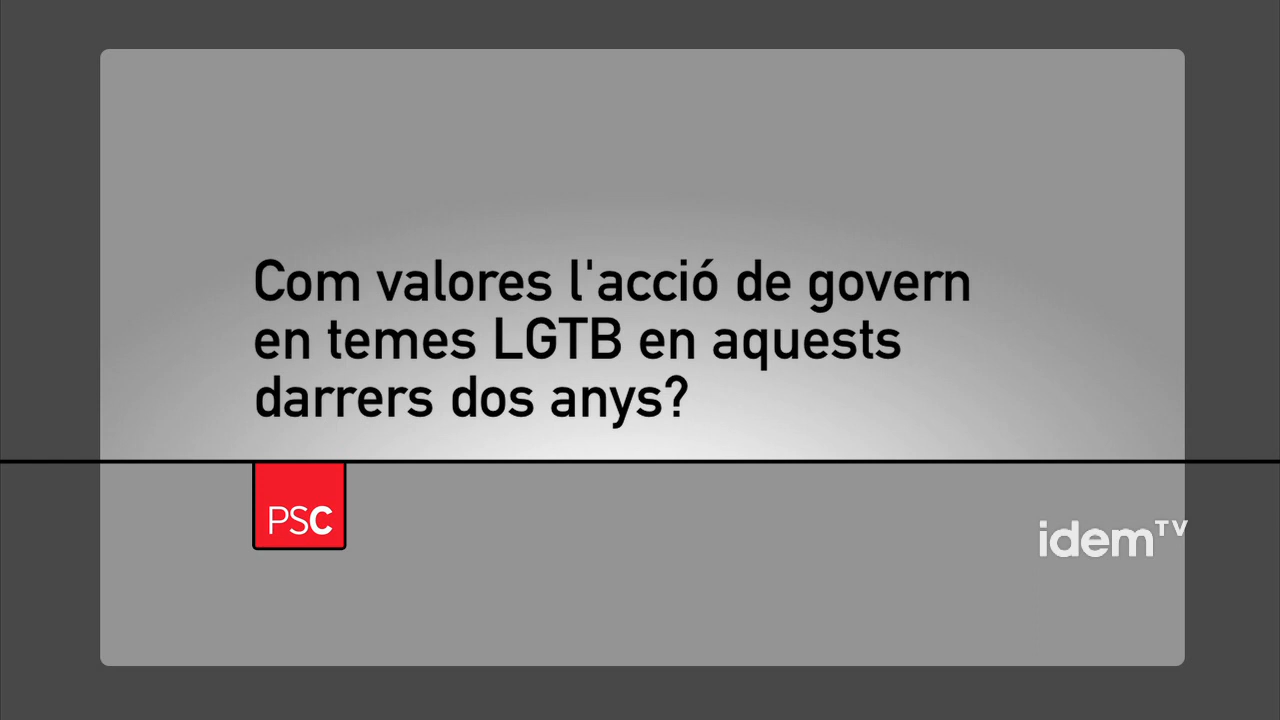 Com valores l'acció de govern
en temes LGTB en aquests
darrers dos anys?
PSC
idemTV